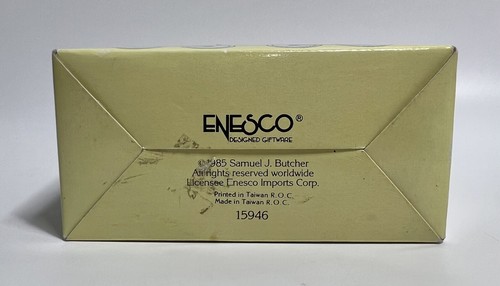 ENESCO®
DESIGNED GIFTWARE
©1985 Samuel J. Butcher
All rights reserved worldwide
Licensee Enesco Imports Corp.
Printed in Taiwan R.O.C.
Made in Taiwan R.O.C.
15946